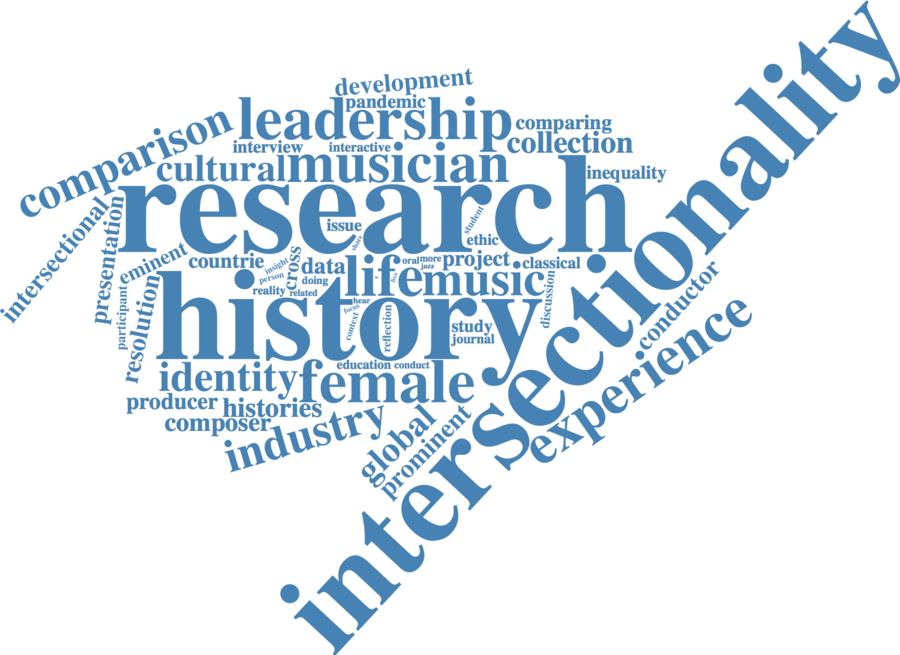 development
pandemic
leadership
comparing
comparison
collection
interview
interactive
cultural
musician
inequality
research
intersectionality
intersectional
presentation
student
issue
share
ethic
eminent
countrie
cross
insight
person
data
life
oral
more
jazz
project
classical
music
discussion
doing
reality
related
participant
resolution
history
hear
focus
context
reflection
study
journal
conductor
experience
education
conduct
identity
female
producer
histories
composer
industry
global
prominent